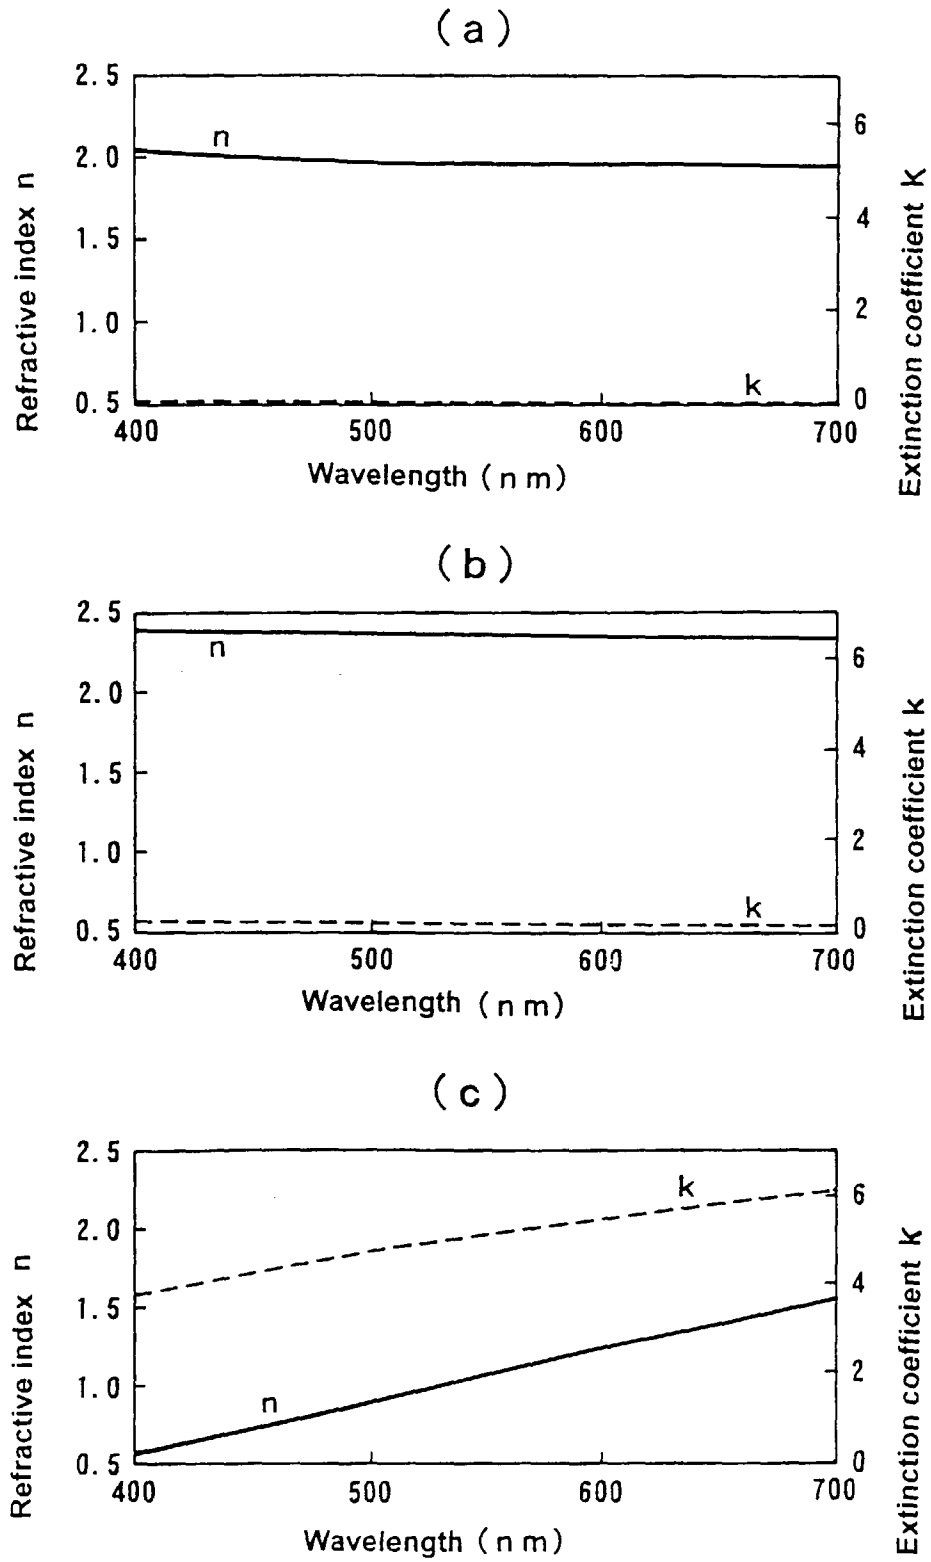 (a)
2.5
n
6
2.0
4
1.5
2
1.0
k
0.5
0
400
500
600
700
Refractive index n
Extinction coefficient k
Wavelength (nm)
(b)
2.5
n
6
2.0
4
1.5
2
1.0
k
0.5
0
400
500
600
700
Refractive index n
Extinction coefficient k
Wavelength (nm)
(c)
2.5
k
6
2.0
4
1.5
2
1.0
n
0.5
0
400
500
600
700
Refractive index n
Extinction coefficient k
Wavelength (nm)